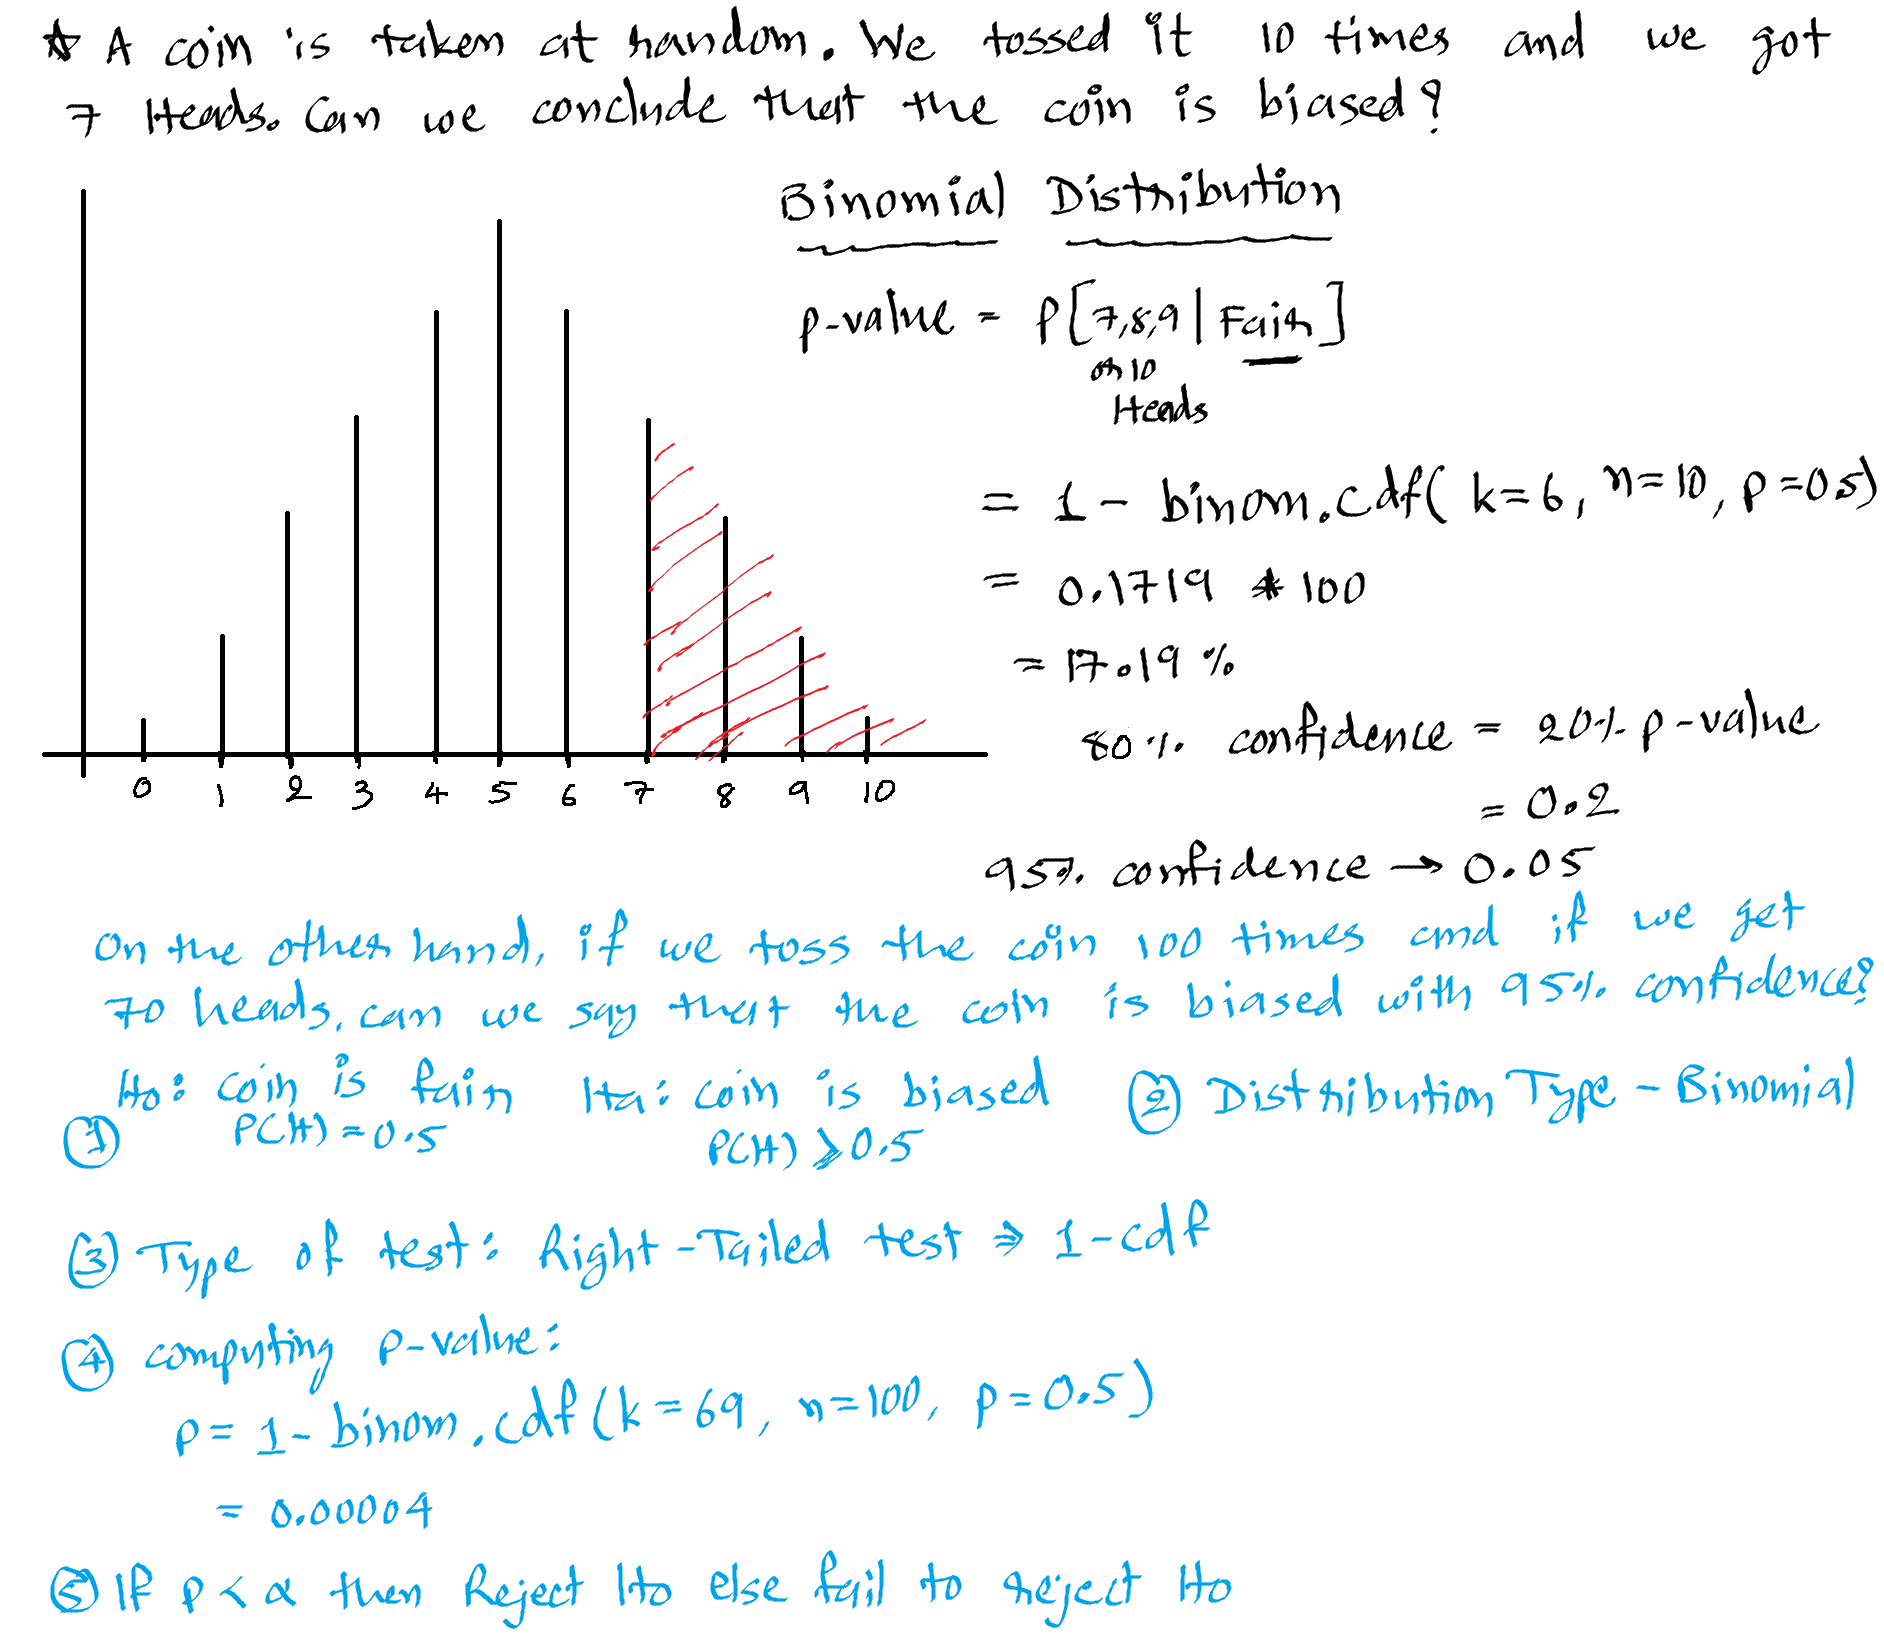 * A coin is taken at random. We tossed it 10 times and we got
7 Heads. Can we conclude that the coin is biased?
Binomial Distribution
p-value = P[7,8,9 | Fair]
or 10
Heads
= 1 - binom.cdf( k=6, n=10, p=0.5)
= 0.1719 * 100
= 17.19 %
80 % confidence = 20% p-value
= 0.2
95% confidence → 0.05
0 1 2 3 4 5 6 7 8 9 10
On the other hand, if we toss the coin 100 times and if we get
70 heads, can we say that the coin is biased with 95% confidence?
Ho: coin is fair Ha: coin is biased ② Distribution Type - Binomial
① P(H) = 0.5 P(H) > 0.5
③ Type of test: Right-Tailed test ⇒ 1-cdf
④ computing p-value:
p = 1 - binom.cdf(k=69, n=100, p=0.5)
= 0.00004
⑤ If p < α then Reject Ho else fail to reject Ho